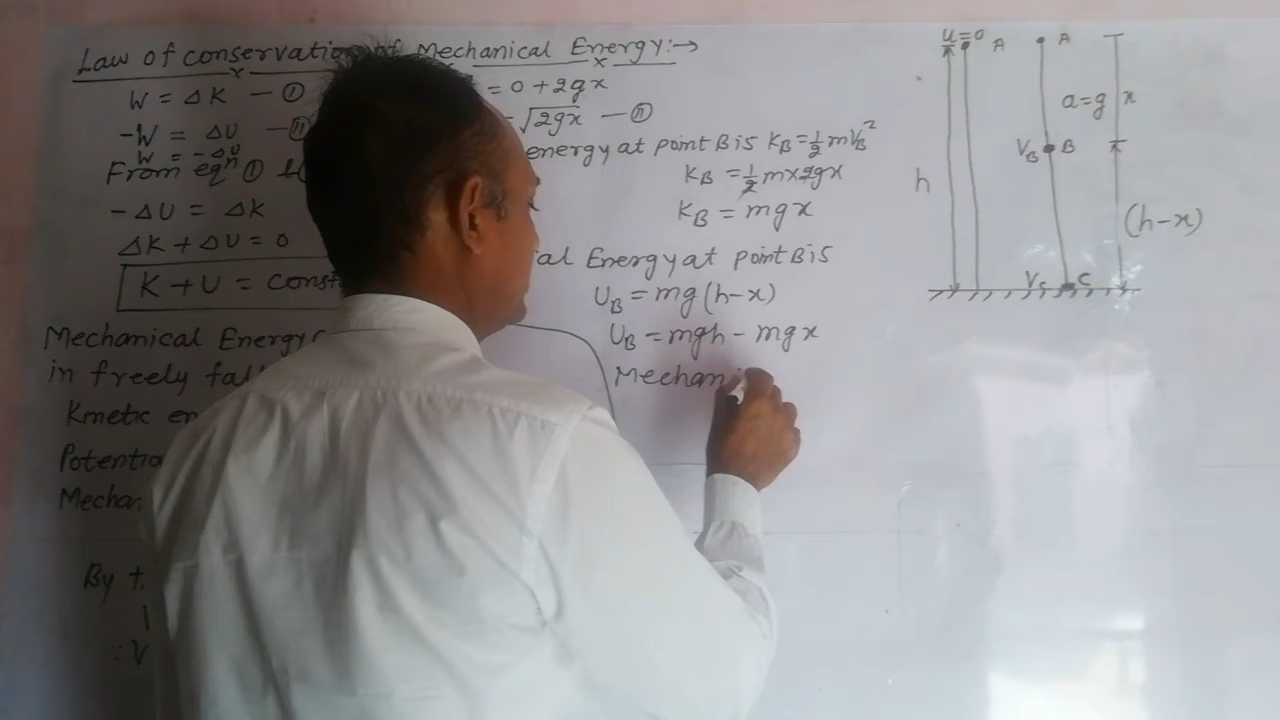 Law of conservation of Mechanical Energy:→
W = ΔK — ①
-W = ΔU — ⑪
W = -ΔU
From eqⁿ ①
-ΔU = ΔK
ΔK + ΔU = 0
K + U = const
Mechanical Energy
in freely fall
Kinetic en
Potentia
Mechan
By t
V
= 0 + 2gx
√2gx — ⑪
energy at point B is K_B = ½ mV_B²
K_B = ½ m×2gx
K_B = mgx
ial Energy at point B is
U_B = mg(h-x)
U_B = mgh - mgx
Mechan
u=0 A
A
a=g x
V_B B
h
(h-x)
V_C C